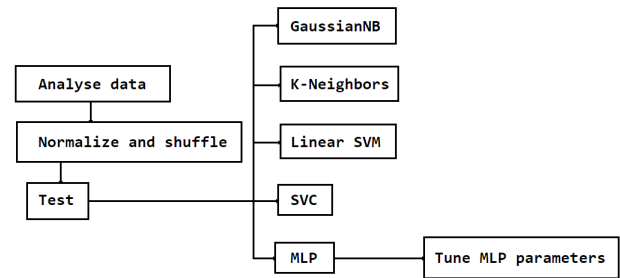 GaussianNB
Analyse data
K-Neighbors
Normalize and shuffle
Linear SVM
Test
SVC
MLP
Tune MLP parameters